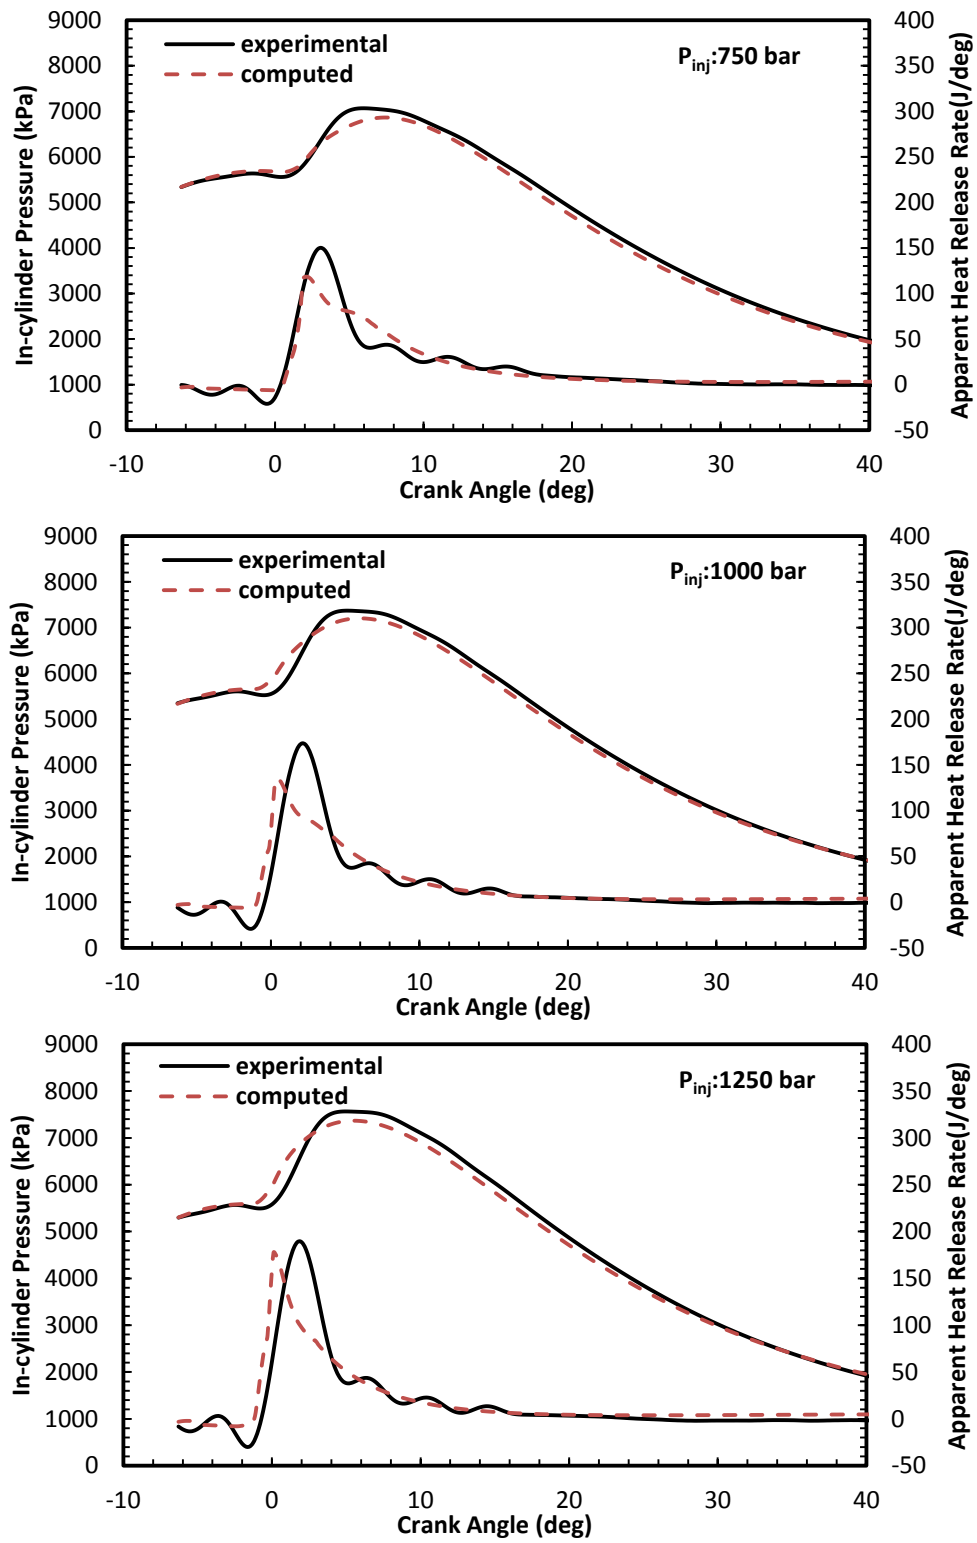 experimental
computed
P_inj:750 bar
In-cylinder Pressure (kPa)
9000
8000
7000
6000
5000
4000
3000
2000
1000
0
400
350
300
250
200
150
100
50
0
-50
Apparent Heat Release Rate(J/deg)
-10 0 10 20 30 40
Crank Angle (deg)
experimental
computed
P_inj:1000 bar
In-cylinder Pressure (kPa)
9000
8000
7000
6000
5000
4000
3000
2000
1000
0
400
350
300
250
200
150
100
50
0
-50
Apparent Heat Release Rate(J/deg)
-10 0 10 20 30 40
Crank Angle (deg)
experimental
computed
P_inj:1250 bar
In-cylinder Pressure (kPa)
9000
8000
7000
6000
5000
4000
3000
2000
1000
0
400
350
300
250
200
150
100
50
0
-50
Apparent Heat Release Rate(J/deg)
-10 0 10 20 30 40
Crank Angle (deg)